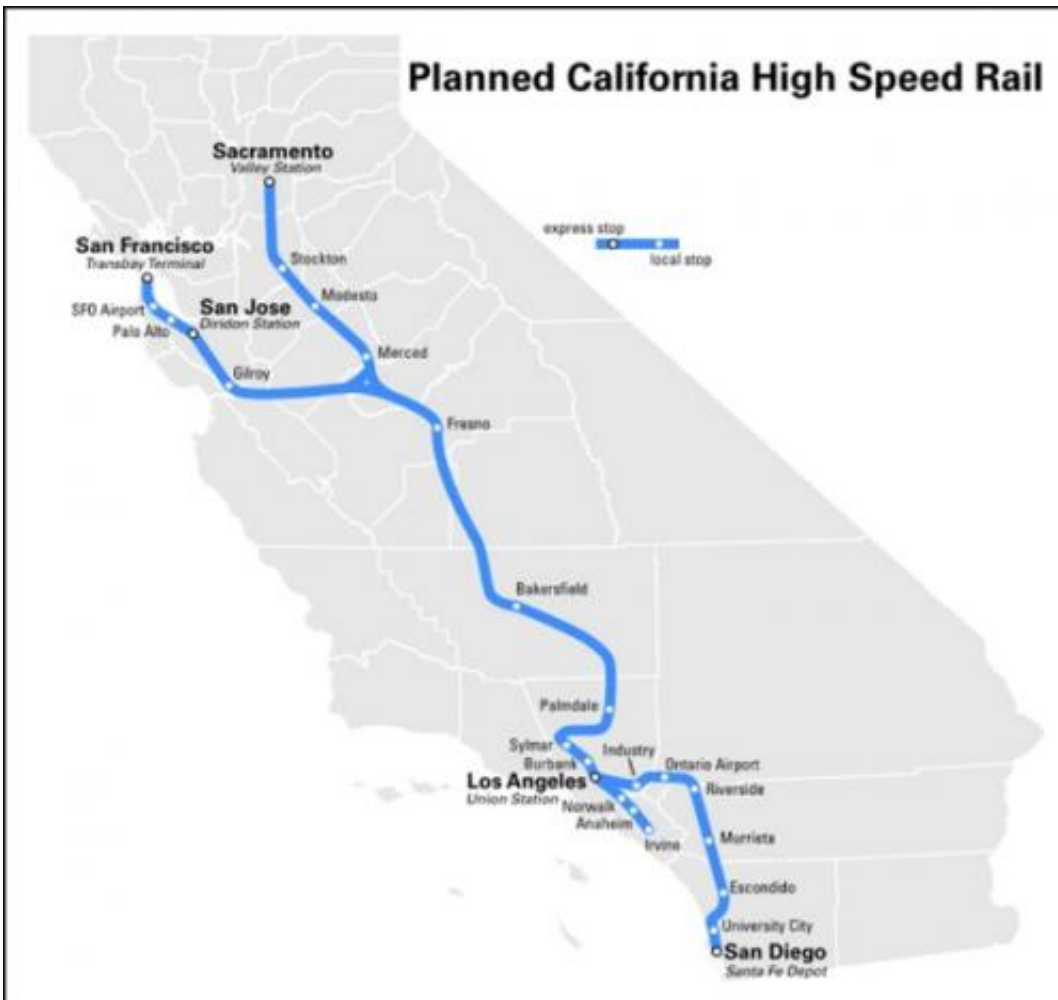 Planned California High Speed Rail
Sacramento
Valley Station
express stop
local stop
San Francisco
Transbay Terminal
Stockton
Modesto
SFO Airport
San Jose
Diridon Station
Palo Alto
Merced
Gilroy
Fresno
Bakersfield
Palmdale
Sylmar
Industry
Burbank
Ontario Airport
Los Angeles
Union Station
Riverside
Norwalk
Anaheim
Irvine
Murrieta
Escondido
University City
San Diego
Santa Fe Depot